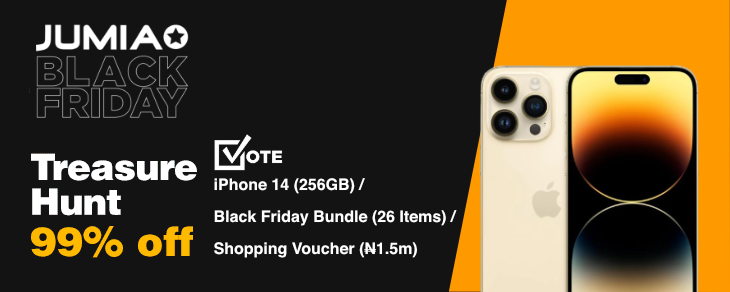 JUMIA
BLACK
FRIDAY
Treasure
Hunt
99% off
VOTE
iPhone 14 (256GB) /
Black Friday Bundle (26 Items) /
Shopping Voucher (₦1.5m)